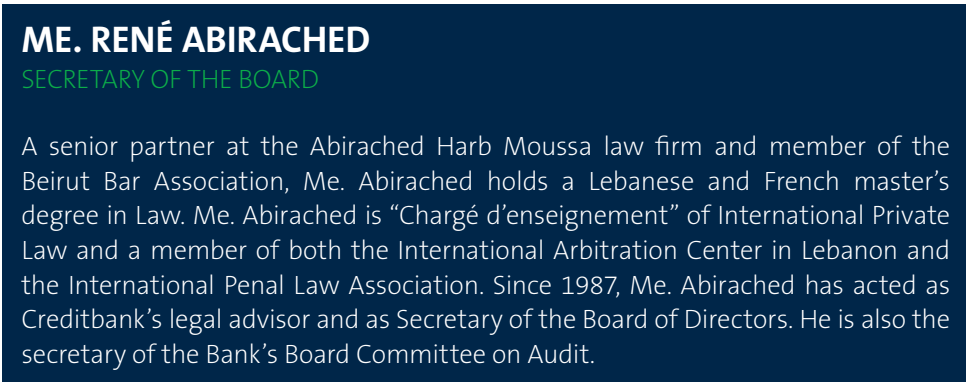 ME. RENÉ ABIRACHED
SECRETARY OF THE BOARD
A senior partner at the Abirached Harb Moussa law firm and member of the
Beirut Bar Association, Me. Abirached holds a Lebanese and French master’s
degree in Law. Me. Abirached is “Chargé d’enseignement” of International Private
Law and a member of both the International Arbitration Center in Lebanon and
the International Penal Law Association. Since 1987, Me. Abirached has acted as
Creditbank’s legal advisor and as Secretary of the Board of Directors. He is also the
secretary of the Bank’s Board Committee on Audit.